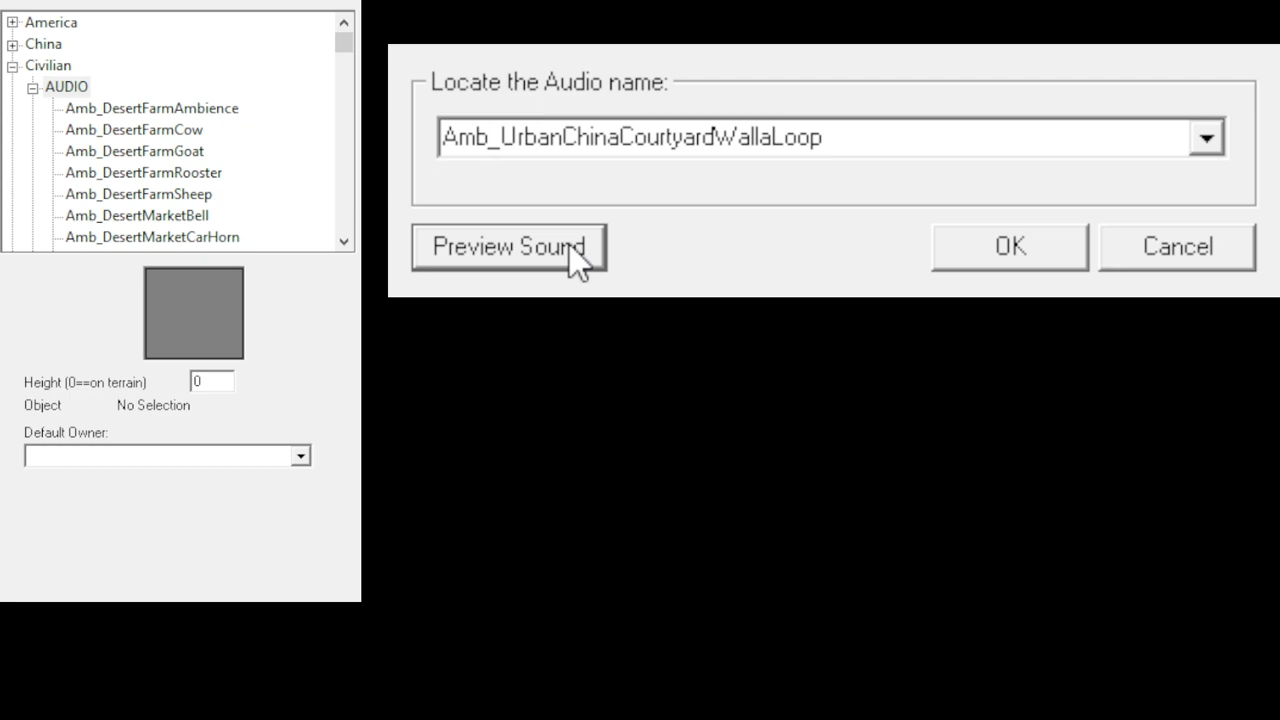 America
China
Civilian
AUDIO
Amb_DesertFarmAmbience
Amb_DesertFarmCow
Amb_DesertFarmGoat
Amb_DesertFarmRooster
Amb_DesertFarmSheep
Amb_DesertMarketBell
Amb_DesertMarketCarHorn
Height (0==on terrain) 0
Object No Selection
Default Owner:
Locate the Audio name:
Amb_UrbanChinaCourtyardWallaLoop
Preview Sound OK Cancel